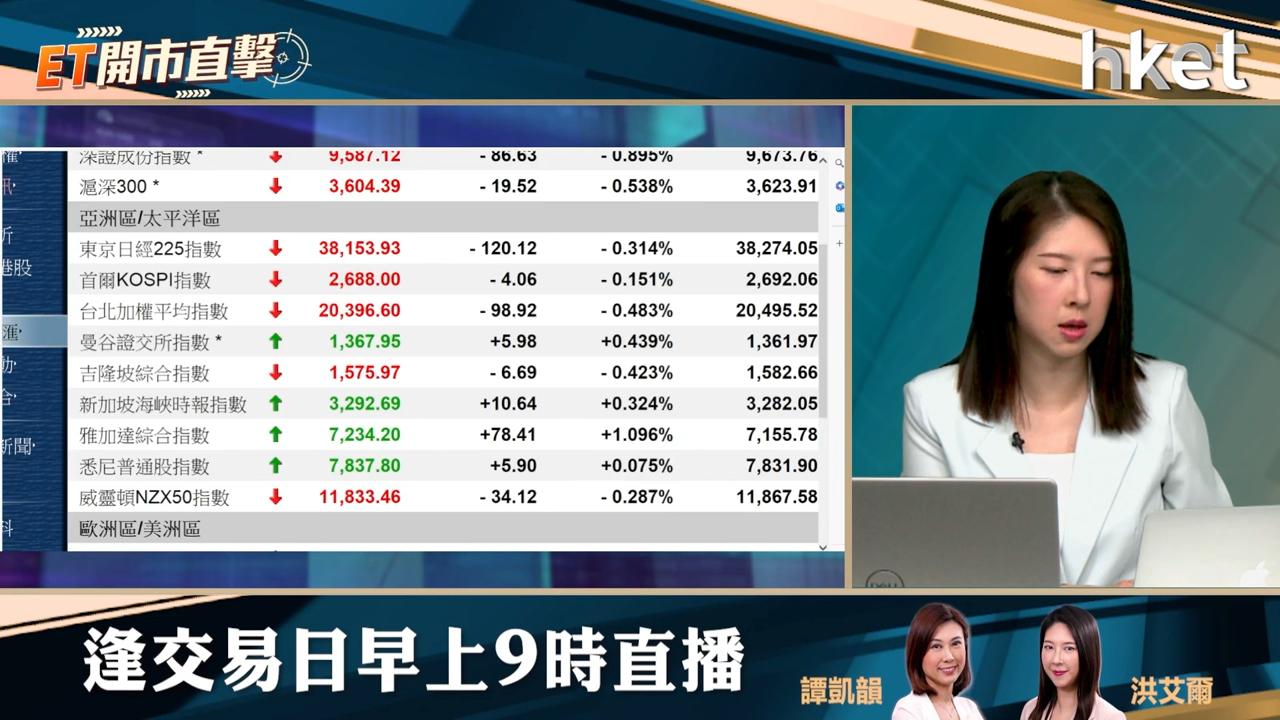 ET開市直擊
hket
深證成份指數 * 9,587.12 - 86.63 - 0.895% 9,673.76
滬深300 * 3,604.39 - 19.52 - 0.538% 3,623.91
亞洲區/太平洋區
東京日經225指數 38,153.93 - 120.12 - 0.314% 38,274.05
首爾KOSPI指數 2,688.00 - 4.06 - 0.151% 2,692.06
台北加權平均指數 20,396.60 - 98.92 - 0.483% 20,495.52
曼谷證交所指數 * 1,367.95 +5.98 +0.439% 1,361.97
吉隆坡綜合指數 1,575.97 - 6.69 - 0.423% 1,582.66
新加坡海峽時報指數 3,292.69 +10.64 +0.324% 3,282.05
雅加達綜合指數 7,234.20 +78.41 +1.096% 7,155.78
悉尼普通股指數 7,837.80 +5.90 +0.075% 7,831.90
威靈頓NZX50指數 11,833.46 - 34.12 - 0.287% 11,867.58
歐洲區/美洲區
港股
匯
新聞
DELL
逢交易日早上9時直播
譚凱韻
洪艾爾